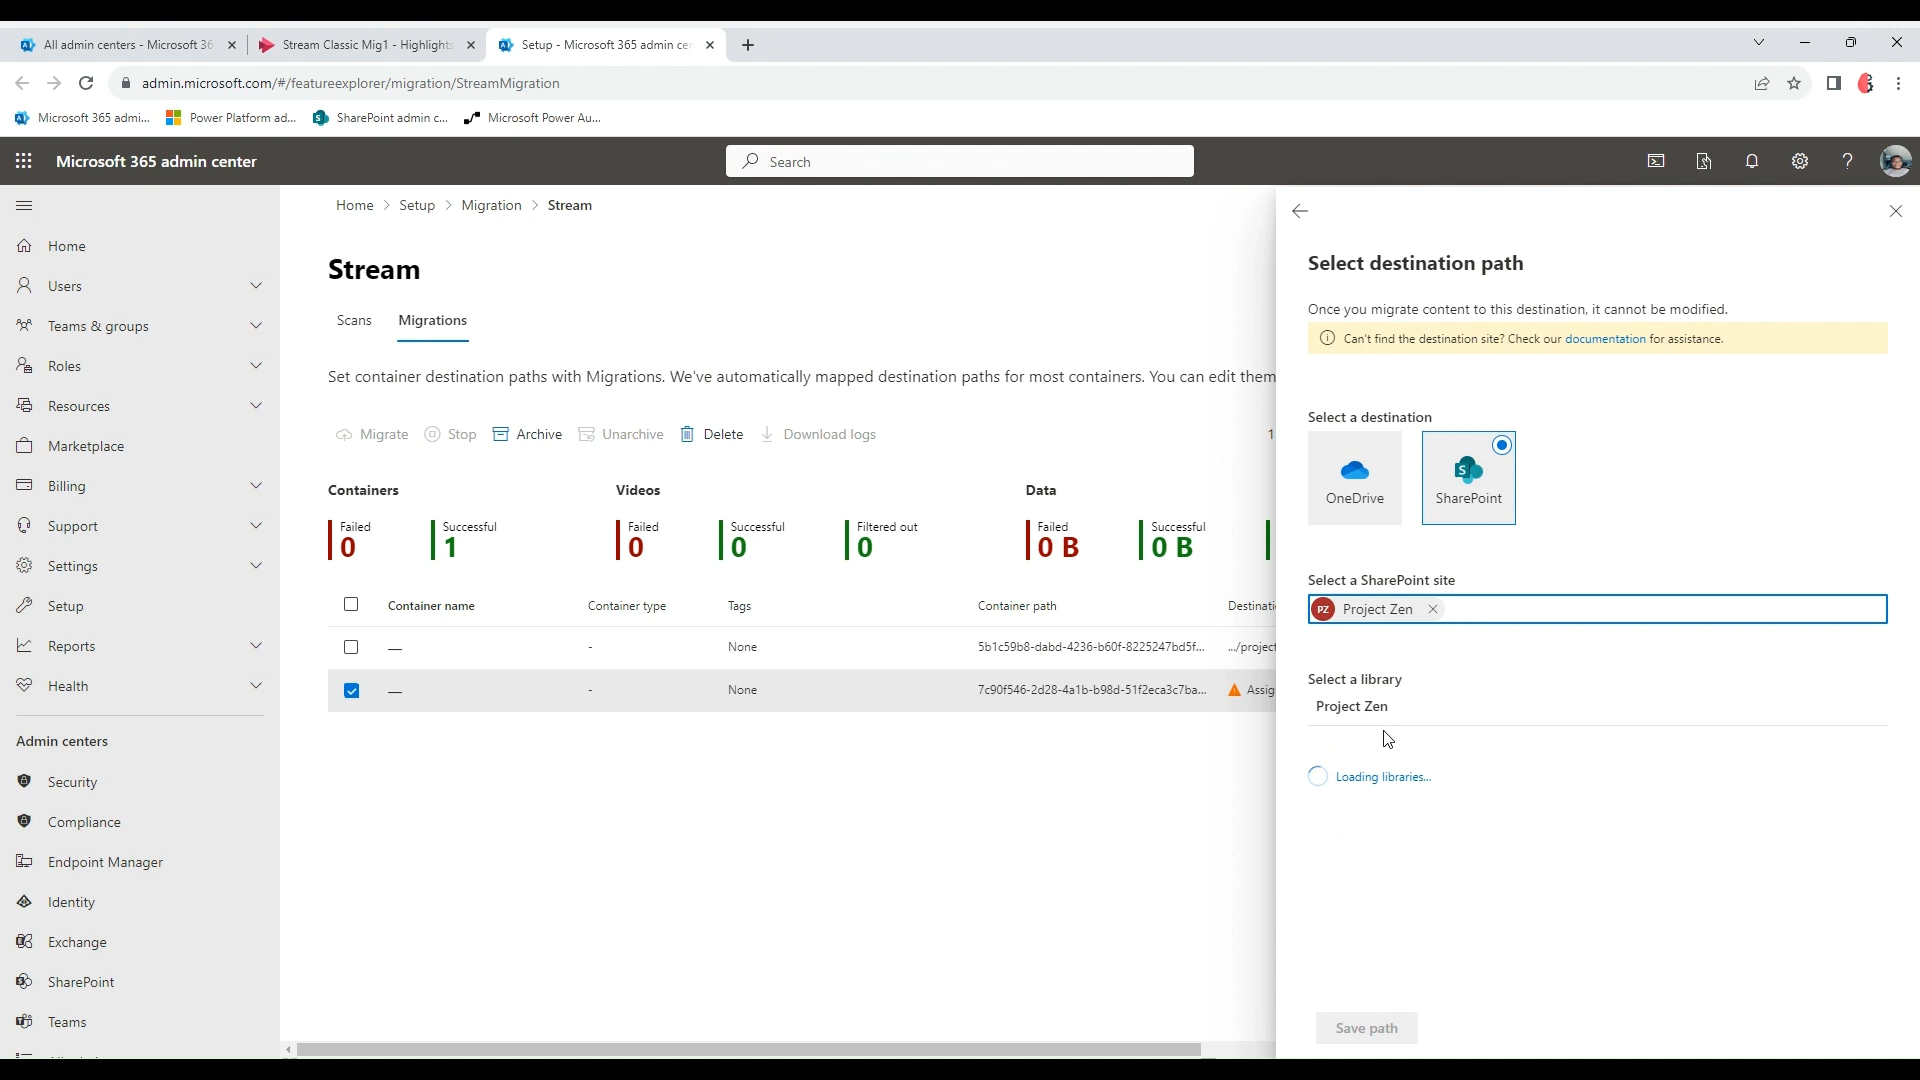 All admin centers - Microsoft 36
Stream Classic Mig1 - Highlights
Setup - Microsoft 365 admin cen
admin.microsoft.com/#/featureexplorer/migration/StreamMigration
Microsoft 365 admi...
Power Platform ad...
SharePoint admin c...
Microsoft Power Au...
Microsoft 365 admin center
Search
Home
Users
Teams & groups
Roles
Resources
Marketplace
Billing
Support
Settings
Setup
Reports
Health
Admin centers
Security
Compliance
Endpoint Manager
Identity
Exchange
SharePoint
Teams
Home > Setup > Migration > Stream
Stream
Scans Migrations
Set container destination paths with Migrations. We've automatically mapped destination paths for most containers. You can edit them
Migrate Stop Archive Unarchive Delete Download logs 1
Containers Videos Data
Failed Successful Failed Successful Filtered out Failed Successful
0 1 0 0 0 0 B 0 B
Container name Container type Tags Container path Destinati
— - None 5b1c59b8-dabd-4236-b60f-8225247bd5f... .../project
— - None 7c90f546-2d28-4a1b-b98d-51f2eca3c7ba... Assig
Select destination path
Once you migrate content to this destination, it cannot be modified.
Can't find the destination site? Check our documentation for assistance.
Select a destination
OneDrive SharePoint
Select a SharePoint site
PZ Project Zen
Select a library
Project Zen
Loading libraries...
Save path